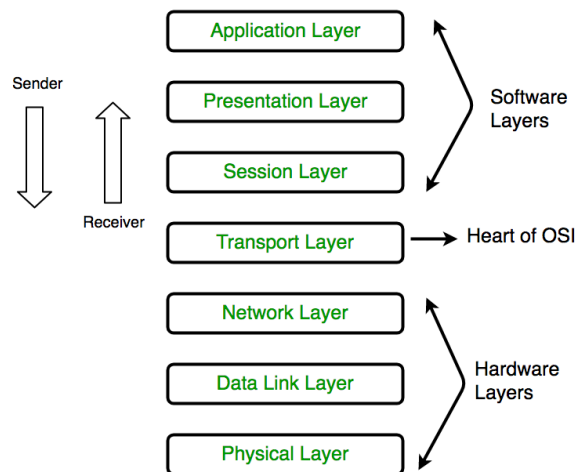 Application Layer
Sender
Presentation Layer
Software
Layers
Session Layer
Receiver
Transport Layer
Heart of OSI
Network Layer
Data Link Layer
Hardware
Layers
Physical Layer